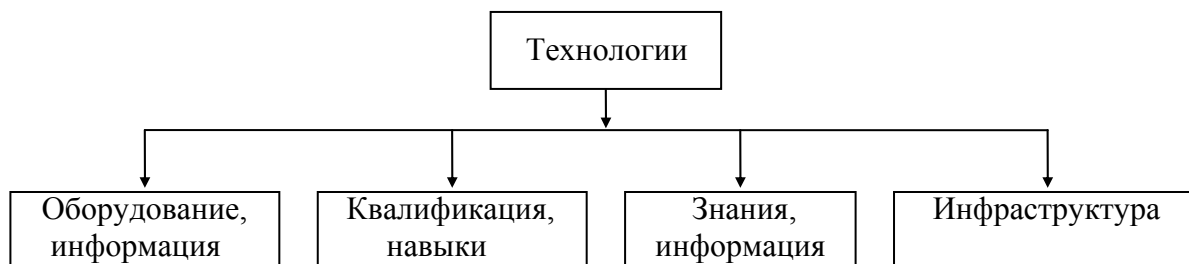 Технологии
Оборудование,
информация
Квалификация,
навыки
Знания,
информация
Инфраструктура